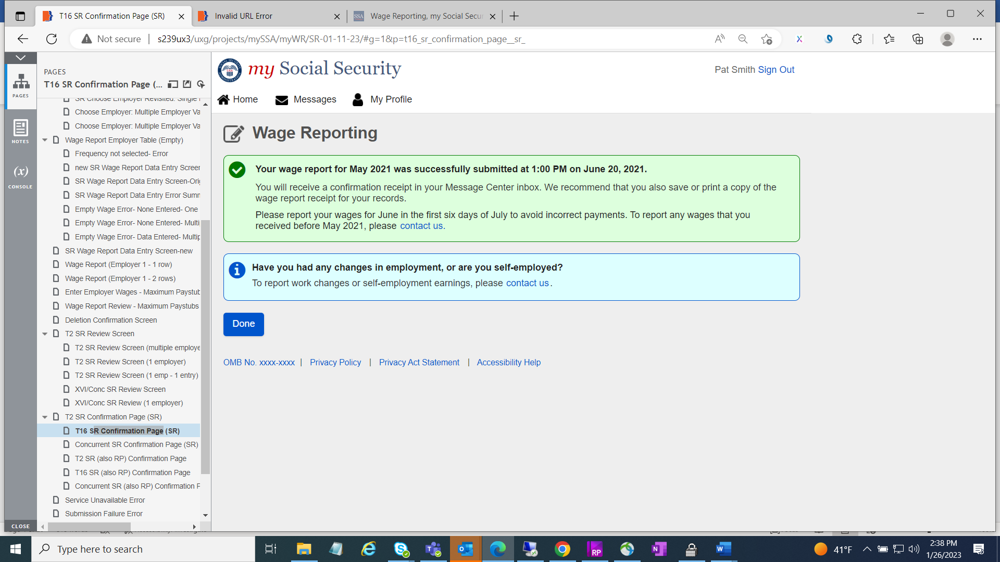 T16 SR Confirmation Page (SR)
Invalid URL Error
Wage Reporting, my Social Secur
Not secure
s239ux3/uxg/projects/mySSA/myWR/SR-01-11-23/#g=1&p=t16_sr_confirmation_page__sr_
PAGES
NOTES
(x)
CONSOLE
CLOSE
PAGES
T16 SR Confirmation Page (...
SR Choose Employer Revisited: Single
Choose Employer: Multiple Employer Va
Choose Employer: Multiple Employer Va
Wage Report Employer Table (Empty)
Frequency not selected- Error
new SR Wage Report Data Entry Screen
SR Wage Report Data Entry Screen-Ori
SR Wage Report Data Entry Error Summ
Empty Wage Error- None Entered- One
Empty Wage Error- None Entered- Multi
Empty Wage Error- Data Entered- Multip
SR Wage Report Data Entry Screen-new
Wage Report (Employer 1 - 1 row)
Wage Report (Employer 1 - 2 rows)
Enter Employer Wages - Maximum Paystub
Wage Report Review - Maximum Paystubs
Deletion Confirmation Screen
T2 SR Review Screen
T2 SR Review Screen (multiple employe
T2 SR Review Screen (1 employer)
T2 SR Review Screen (1 emp - 1 entry)
XVI/Conc SR Review Screen
XVI/Conc SR Review (1 employer)
T2 SR Confirmation Page (SR)
T16 SR Confirmation Page (SR)
Concurrent SR Confirmation Page (SR)
T2 SR (also RP) Confirmation Page
T16 SR (also RP) Confirmation Page
Concurrent SR (also RP) Confirmation P
Service Unavailable Error
Submission Failure Error
my Social Security
Pat Smith Sign Out
Home Messages My Profile
Wage Reporting
Your wage report for May 2021 was successfully submitted at 1:00 PM on June 20, 2021.
You will receive a confirmation receipt in your Message Center inbox. We recommend that you also save or print a copy of the
wage report receipt for your records.
Please report your wages for June in the first six days of July to avoid incorrect payments. To report any wages that you
received before May 2021, please contact us.
Have you had any changes in employment, or are you self-employed?
To report work changes or self-employment earnings, please contact us.
Done
OMB No. xxxx-xxxx | Privacy Policy | Privacy Act Statement | Accessibility Help
Type here to search
41°F
2:38 PM
1/26/2023